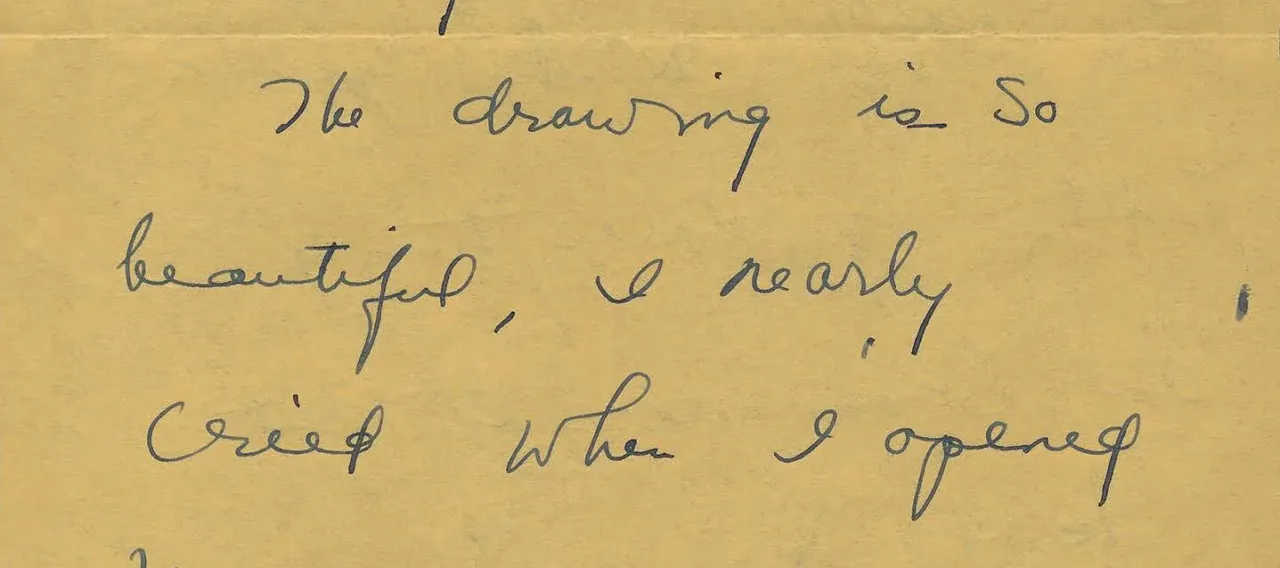 The drawing is So
beautiful, I nearly
Cried when I opened